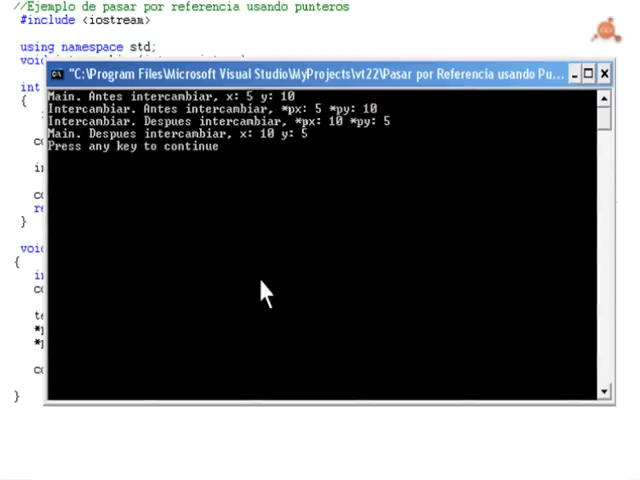 //Ejemplo de pasar por referencia usando punteros
#include <iostream>
using namespace std;
"C:\Program Files\Microsoft Visual Studio\MyProjects\vt22\Pasar por Referencia usando Pu...
int
{
Main. Antes intercambiar, x: 5 y: 10
Intercambiar. Antes intercambiar, *px: 5 *py: 10
Intercambiar. Despues intercambiar, *px: 10 *py: 5
Main. Despues intercambiar, x: 10 y: 5
Press any key to continue
}
void
{
}